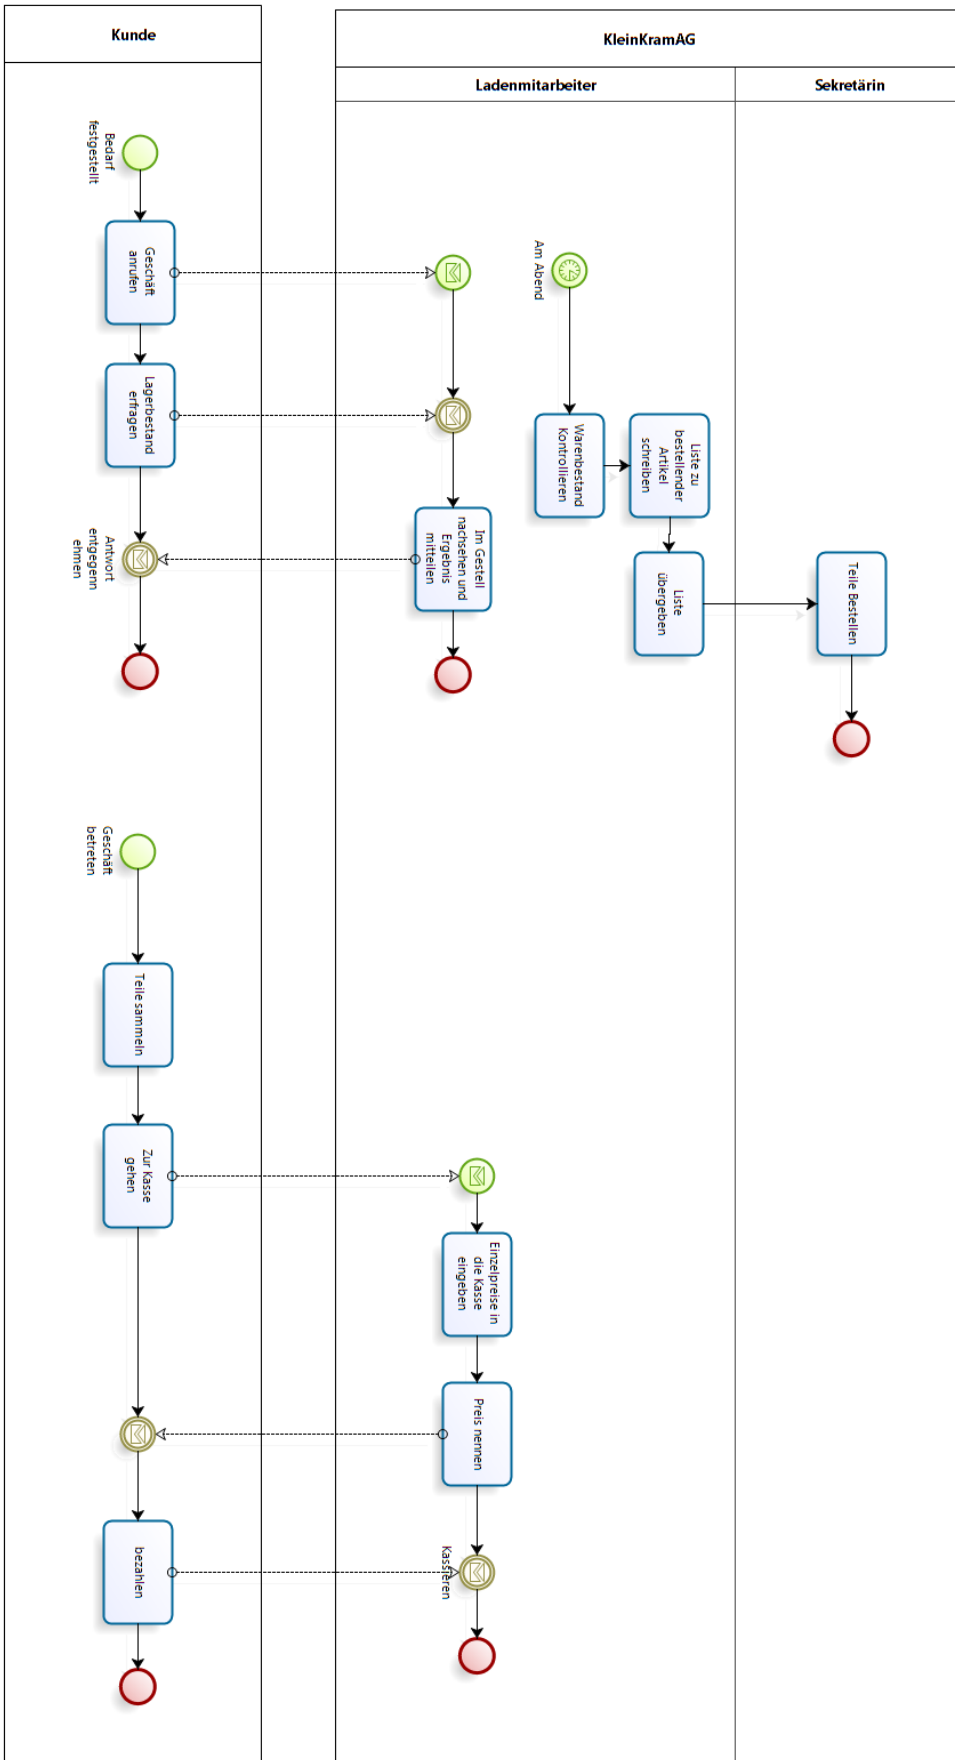 Kunde
KleinKramAG
Ladenmitarbeiter
Sekretärin
Bedarf
festgestellt
Geschäft
anrufen
Lagerbestand
erfragen
Antwort
entgegenn
ehmen
Im Gestell
nachsehen und
Ergebnis
mitteilen
Am Abend
Warenbestand
Kontrollieren
Liste zu
bestellender
Artikel
schreiben
Liste
übergeben
Teile Bestellen
Geschäft
betreten
Teile sammeln
Zur Kasse
gehen
Einzelpreise in
die Kasse
eingeben
Preis nennen
Kassieren
bezahlen